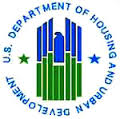 U.S. DEPARTMENT OF HOUSING AND URBAN DEVELOPMENT